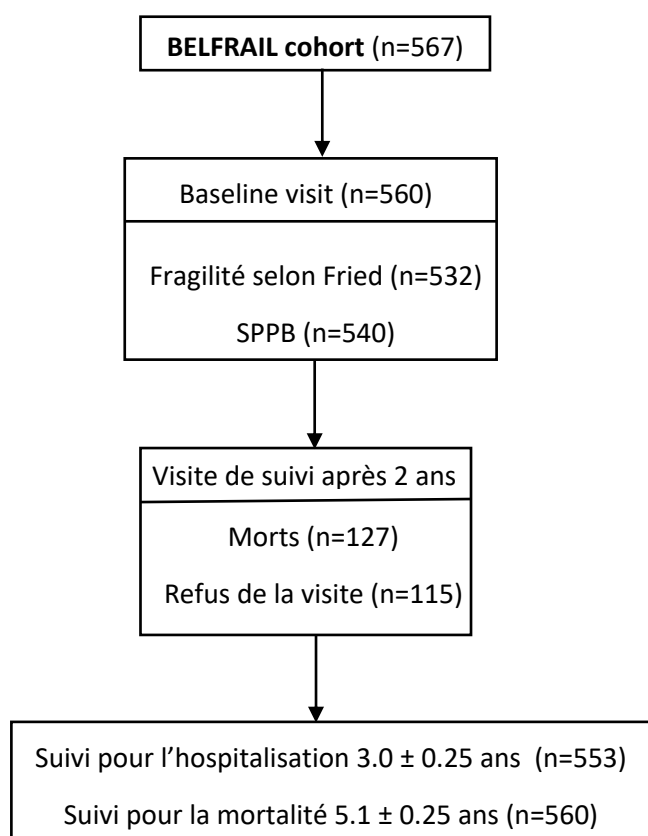 BELFRAIL cohort (n=567)
Baseline visit (n=560)
Fragilité selon Fried (n=532)
SPPB (n=540)
Visite de suivi après 2 ans
Morts (n=127)
Refus de la visite (n=115)
Suivi pour l’hospitalisation 3.0 ± 0.25 ans (n=553)
Suivi pour la mortalité 5.1 ± 0.25 ans (n=560)